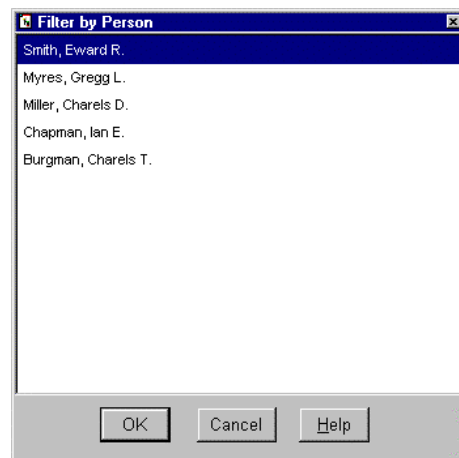 Filter by Person
Smith, Eward R.
Myres, Gregg L.
Miller, Charels D.
Chapman, Ian E.
Burgman, Charels T.
OK Cancel Help